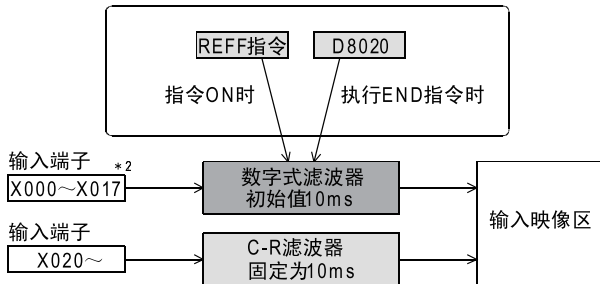 REFF指令 D8020
指令ON时 执行END指令时
输入端子 *2
X000～X017
数字式滤波器
初始值10ms
输入映像区
输入端子
X020～
C-R滤波器
固定为10ms